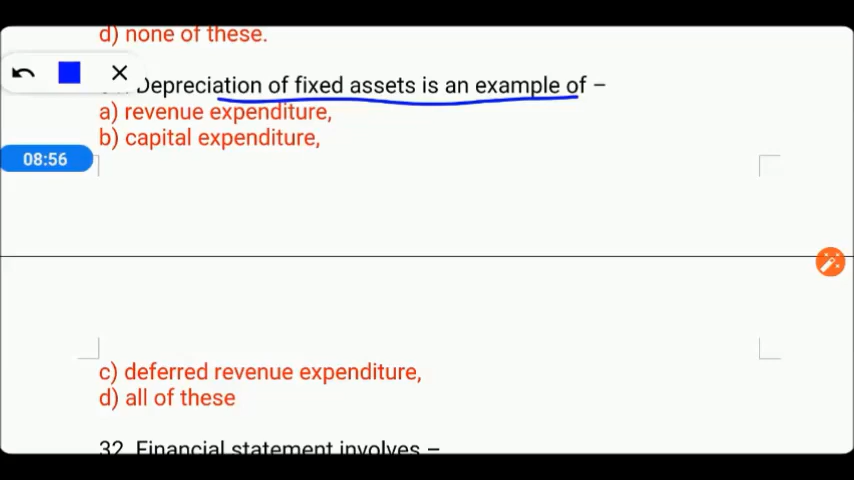 d) none of these.
Depreciation of fixed assets is an example of –
a) revenue expenditure,
b) capital expenditure,
08:56
c) deferred revenue expenditure,
d) all of these
32. Financial statement involves –